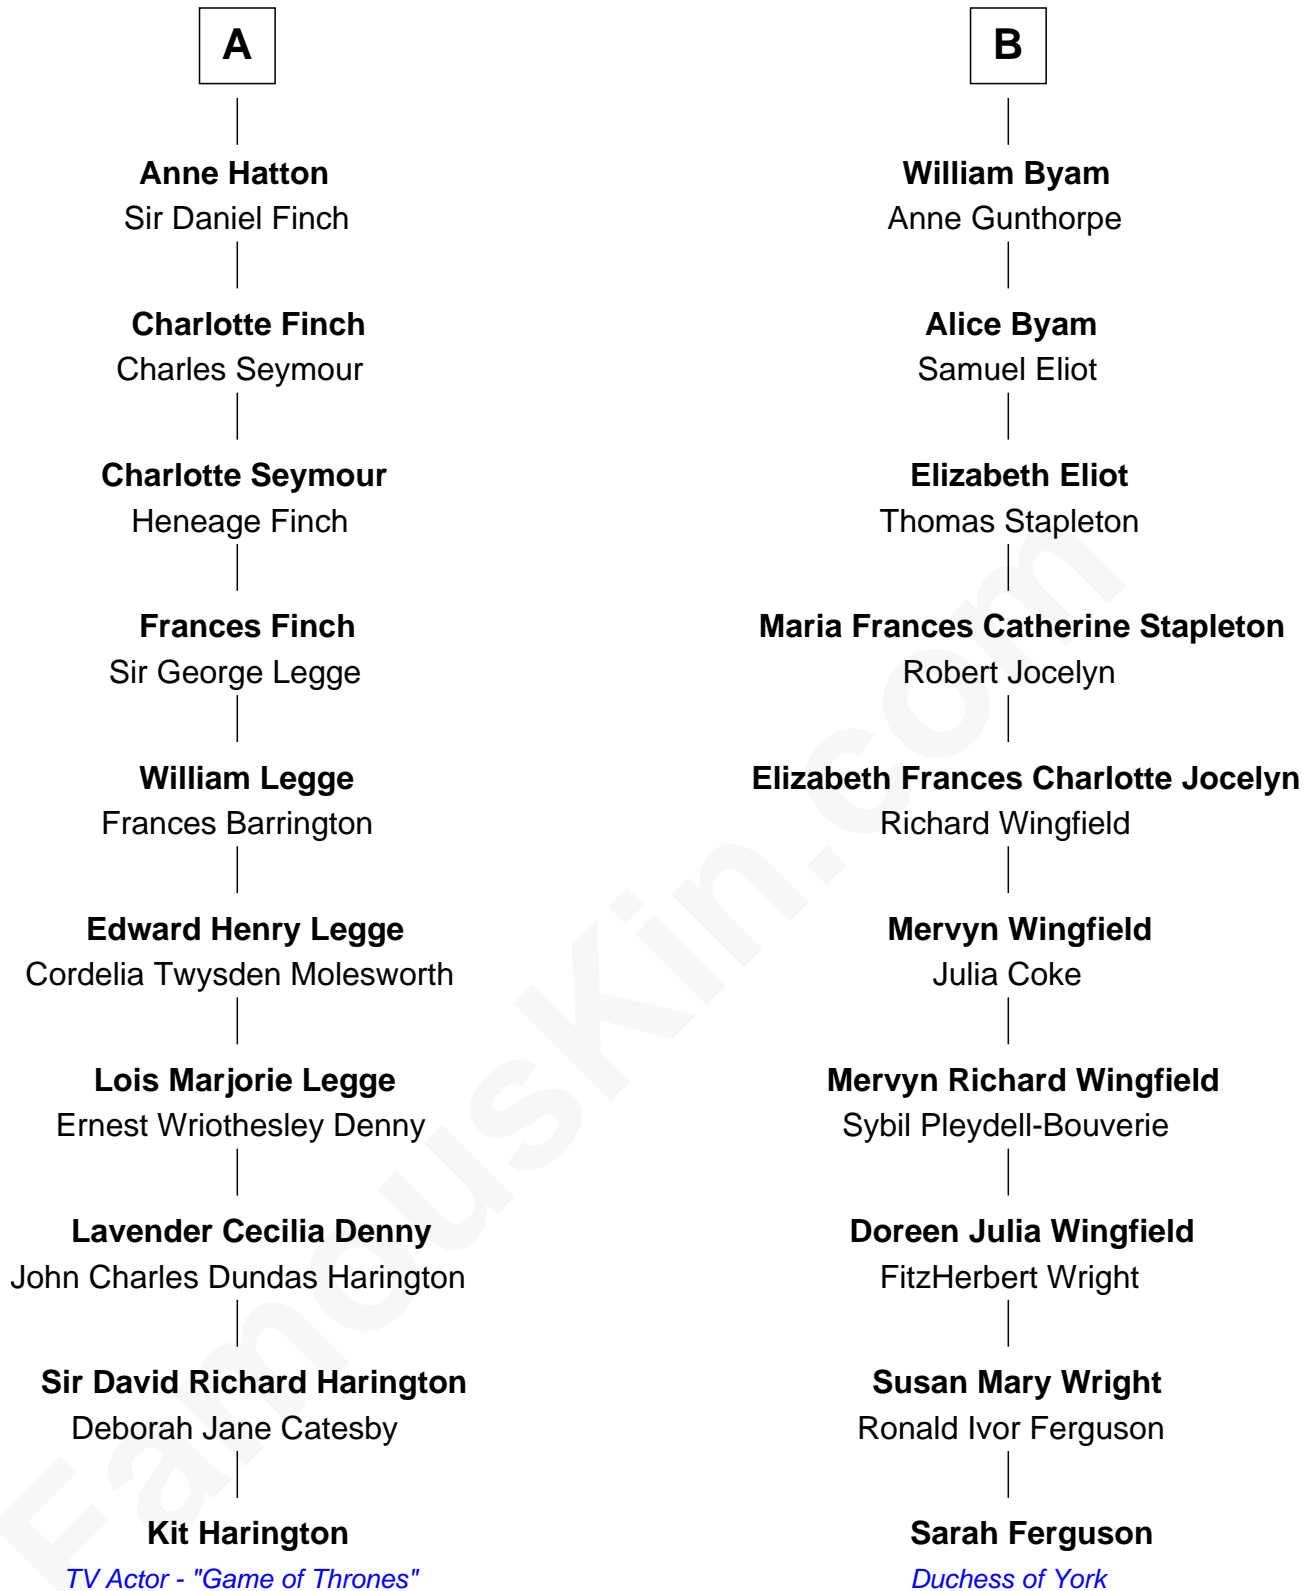 A
Anne Hatton
Sir Daniel Finch
Charlotte Finch
Charles Seymour
Charlotte Seymour
Heneage Finch
Frances Finch
Sir George Legge
William Legge
Frances Barrington
Edward Henry Legge
Cordelia Twysden Molesworth
Lois Marjorie Legge
Ernest Wriothesley Denny
Lavender Cecilia Denny
John Charles Dundas Harington
Sir David Richard Harington
Deborah Jane Catesby
Kit Harington
TV Actor - "Game of Thrones"
B
William Byam
Anne Gunthorpe
Alice Byam
Samuel Eliot
Elizabeth Eliot
Thomas Stapleton
Maria Frances Catherine Stapleton
Robert Jocelyn
Elizabeth Frances Charlotte Jocelyn
Richard Wingfield
Mervyn Wingfield
Julia Coke
Mervyn Richard Wingfield
Sybil Pleydell-Bouverie
Doreen Julia Wingfield
FitzHerbert Wright
Susan Mary Wright
Ronald Ivor Ferguson
Sarah Ferguson
Duchess of York
FamousKin.com